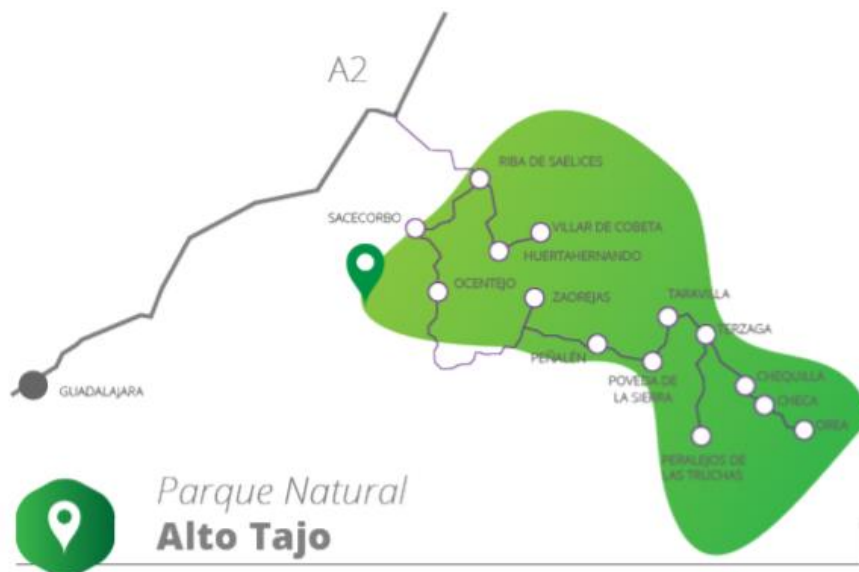 A2
RIBA DE SAELICES
SACECORBO
VILLAR DE COBETA
HUERTAHERNANDO
OCENTEJO
ZAOREJAS
TARAVILLA
TERZAGA
PEÑALÉN
POVEDA DE
LA SIERRA
CHEQUILLA
CHECA
OREA
GUADALAJARA
PERALEJOS DE
LAS TRUCHAS
Parque Natural
Alto Tajo